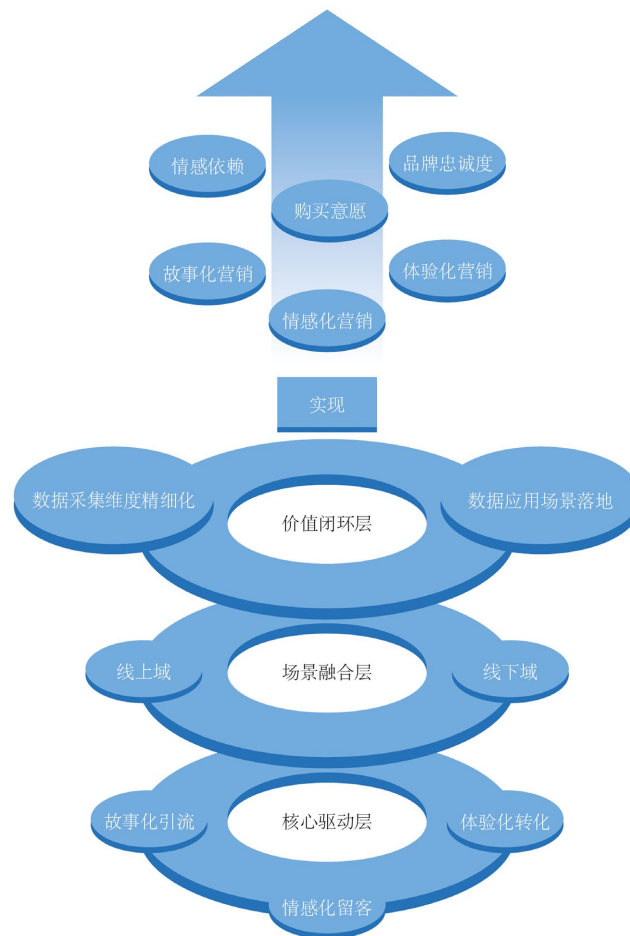 情感依赖
品牌忠诚度
购买意愿
故事化营销
体验化营销
情感化营销
实现
数据采集维度精细化
数据应用场景落地
价值闭环层
线上域
场景融合层
线下域
故事化引流
核心驱动层
体验化转化
情感化留客